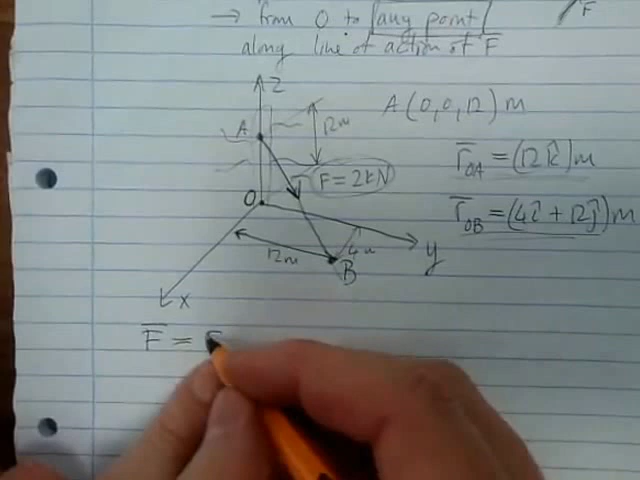 → from O to any point
F
along line of action of F̅
Z
A
12m
A (0,0,12) m
r̅OA = (12k̂)m
F = 2kN
O
r̅OB = (4î + 12ĵ)m
12m
4m
y
B
x
F̅ =